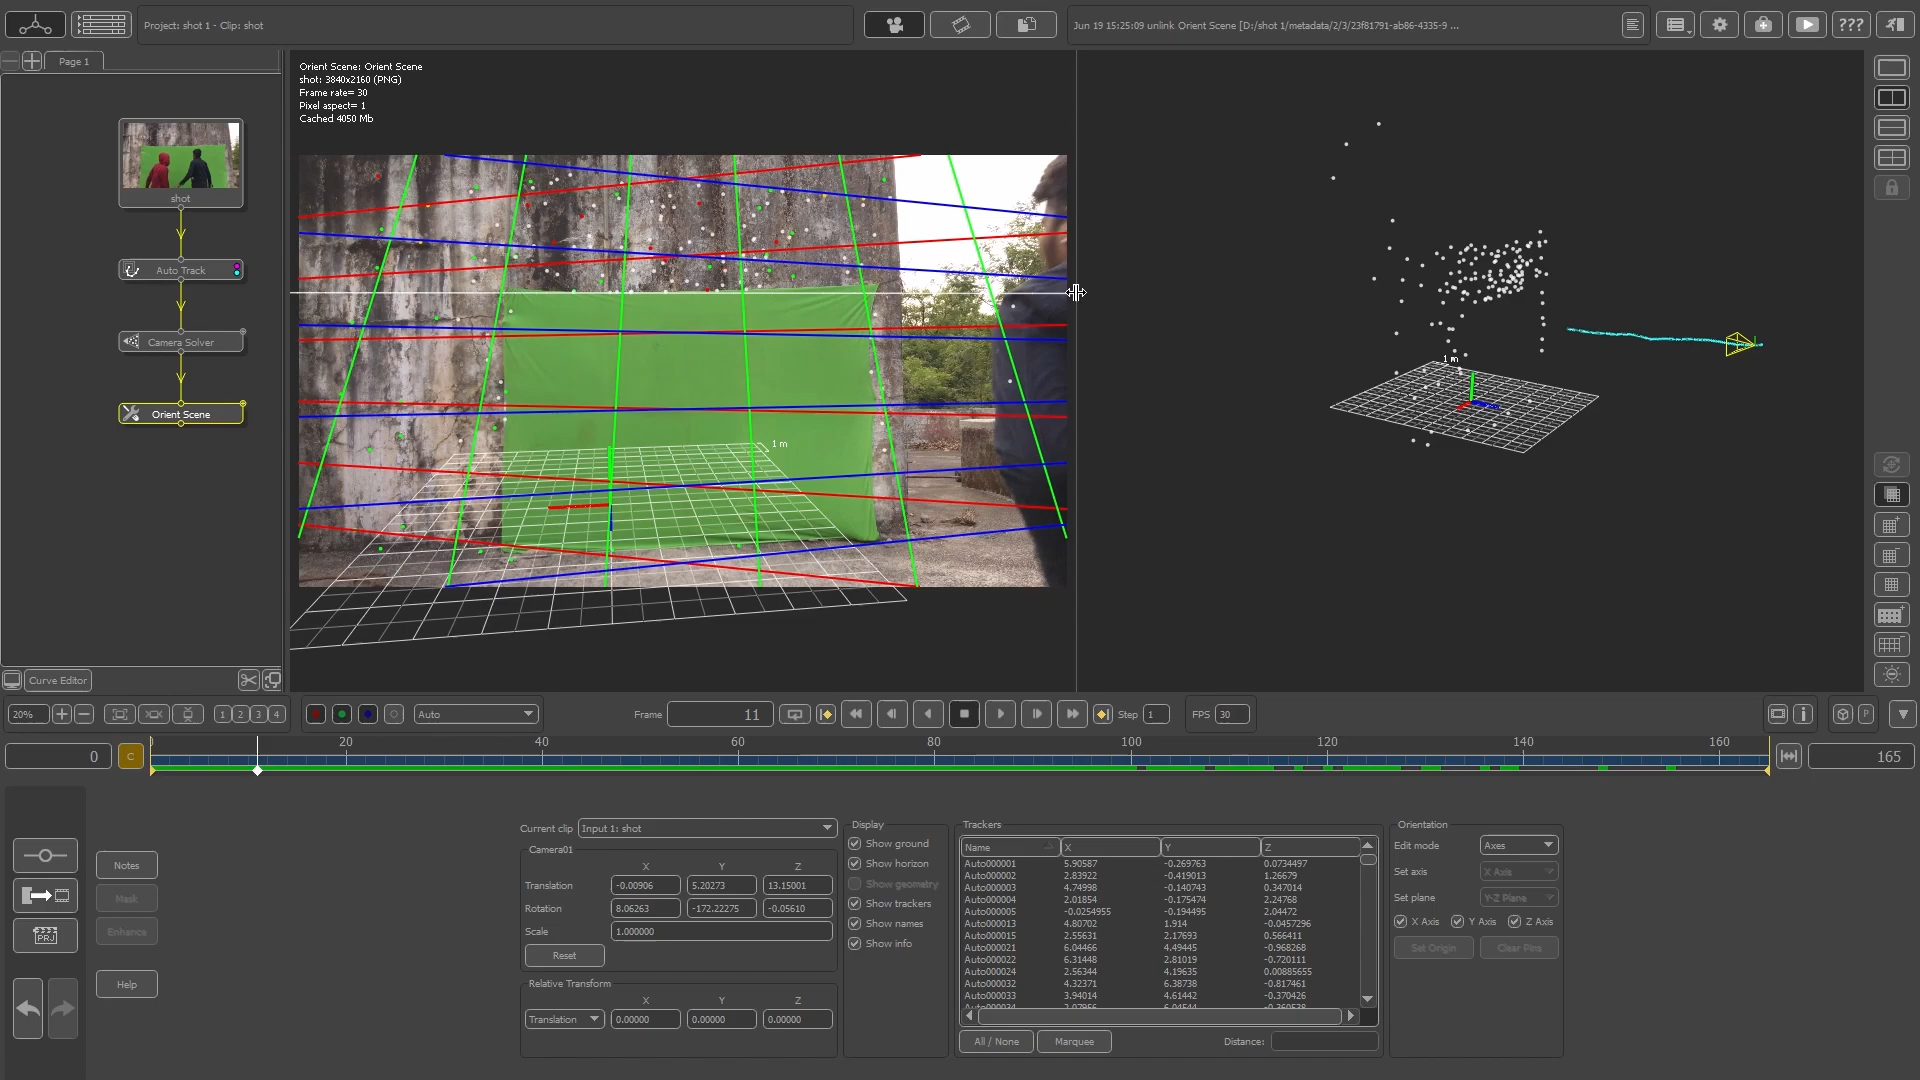 Project: shot 1 - Clip: shot
Jun 19 15:25:09 unlink Orient Scene [D:/shot 1/metadata/2/3/23f81791-ab86-4335-9 ...
???
Page 1
Orient Scene: Orient Scene
shot: 3840x2160 (PNG)
Frame rate= 30
Pixel aspect= 1
Cached 4050 Mb
shot
Auto Track
Camera Solver
Orient Scene
1 m
1 m
Curve Editor
20%
1 2 3 4
Auto
Frame 11
Step 1
FPS 30
P
0 C 20 40 60 80 100 120 140 160 165
Notes
Mask
Enhance
Help
PRJ
Current clip Input 1: shot
Camera01
X Y Z
Translation -0.00906 5.20273 13.15001
Rotation 8.06263 -172.22275 -0.05610
Scale 1.000000
Reset
Relative Transform
X Y Z
Translation 0.00000 0.00000 0.00000
Display
Show ground
Show horizon
Show geometry
Show trackers
Show names
Show info
Trackers
Name X Y Z
Auto000001 5.90587 -0.269763 0.0734497
Auto000002 2.83922 -0.419013 1.26679
Auto000003 4.74998 -0.140743 0.347014
Auto000004 2.01854 -0.175474 2.24768
Auto000005 -0.0254955 -0.194495 2.04472
Auto000013 4.80702 1.914 -0.0457296
Auto000015 2.55631 2.17693 0.566411
Auto000021 6.04466 4.49445 -0.968268
Auto000022 6.31448 2.81019 -0.720111
Auto000024 2.56344 4.19635 0.00885655
Auto000032 4.32371 6.38738 -0.817461
Auto000033 3.94014 4.61442 -0.370426
All / None
Marquee
Distance:
Orientation
Edit mode Axes
Set axis X Axis
Set plane Y-Z Plane
X Axis Y Axis Z Axis
Set Origin
Clear Pins